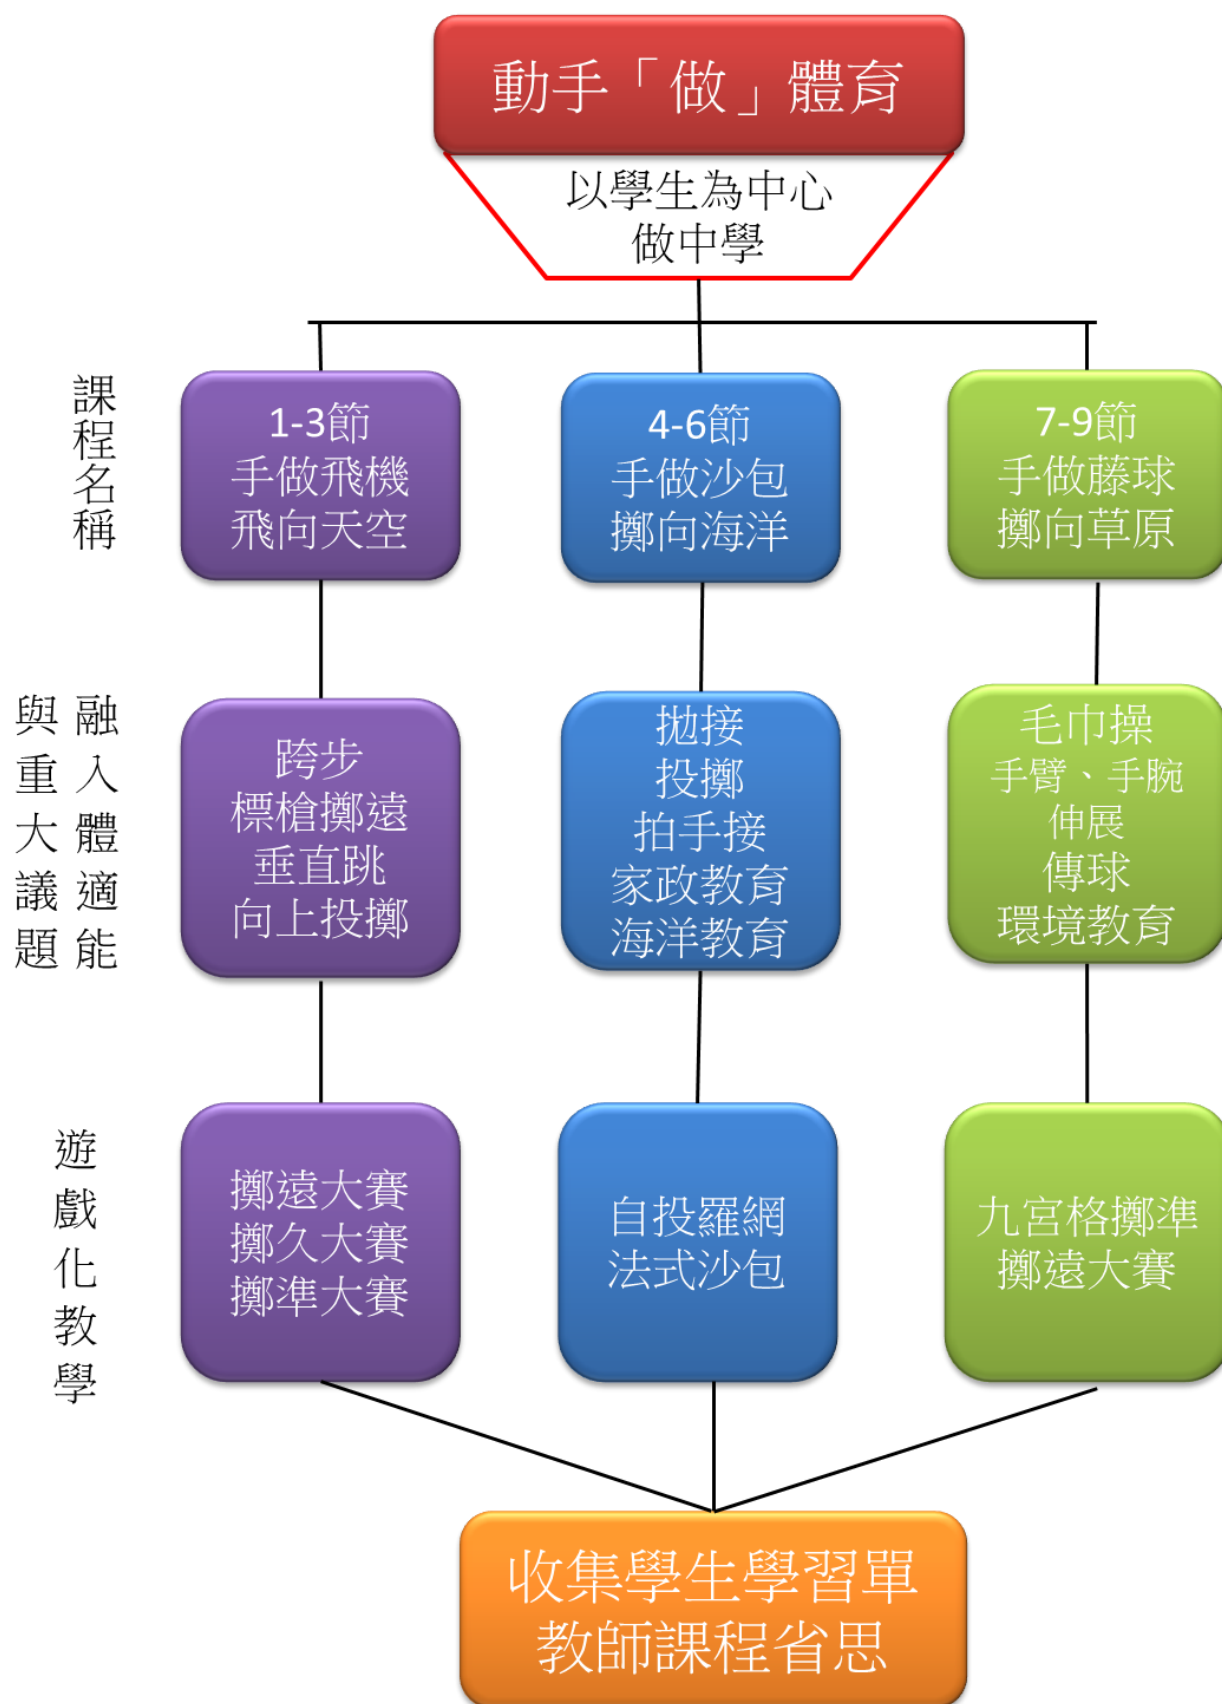 動手「做」體育
以學生為中心
做中學
課程名稱
1-3節
手做飛機
飛向天空
4-6節
手做沙包
擲向海洋
7-9節
手做藤球
擲向草原
融入體適能
與重大議題
跨步
標槍擲遠
垂直跳
向上投擲
拋接
投擲
拍手接
家政教育
海洋教育
毛巾操
手臂、手腕
伸展
傳球
環境教育
遊戲化教學
擲遠大賽
擲久大賽
擲準大賽
自投羅網
法式沙包
九宮格擲準
擲遠大賽
收集學生學習單
教師課程省思